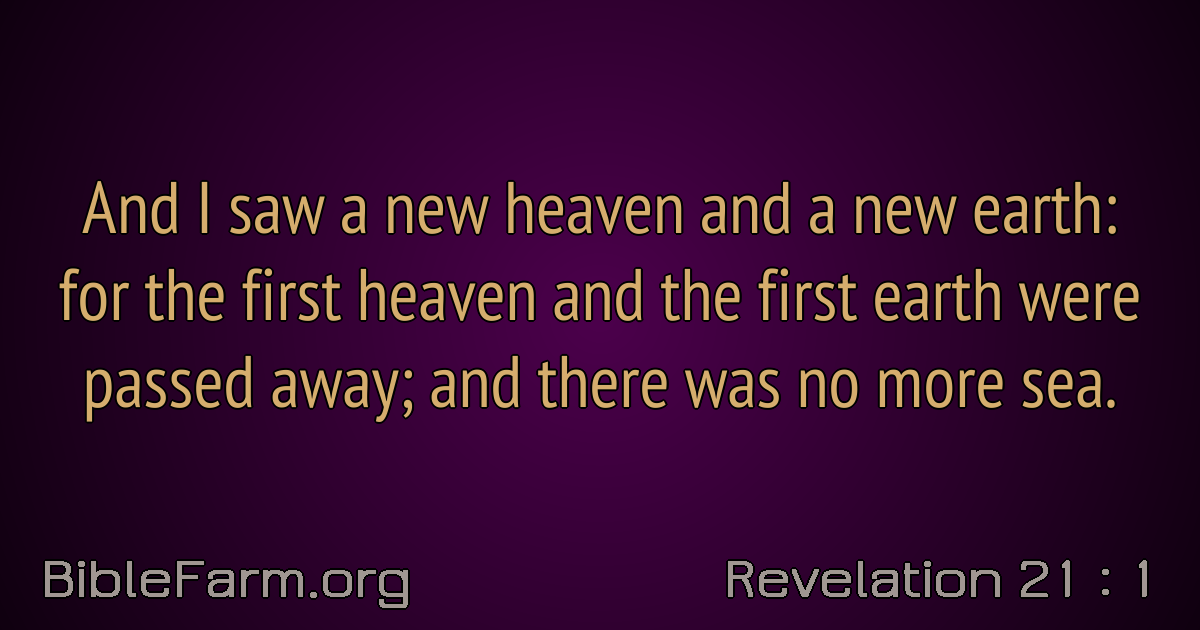 And I saw a new heaven and a new earth:
for the first heaven and the first earth were
passed away; and there was no more sea.
BibleFarm.org
Revelation 21 : 1